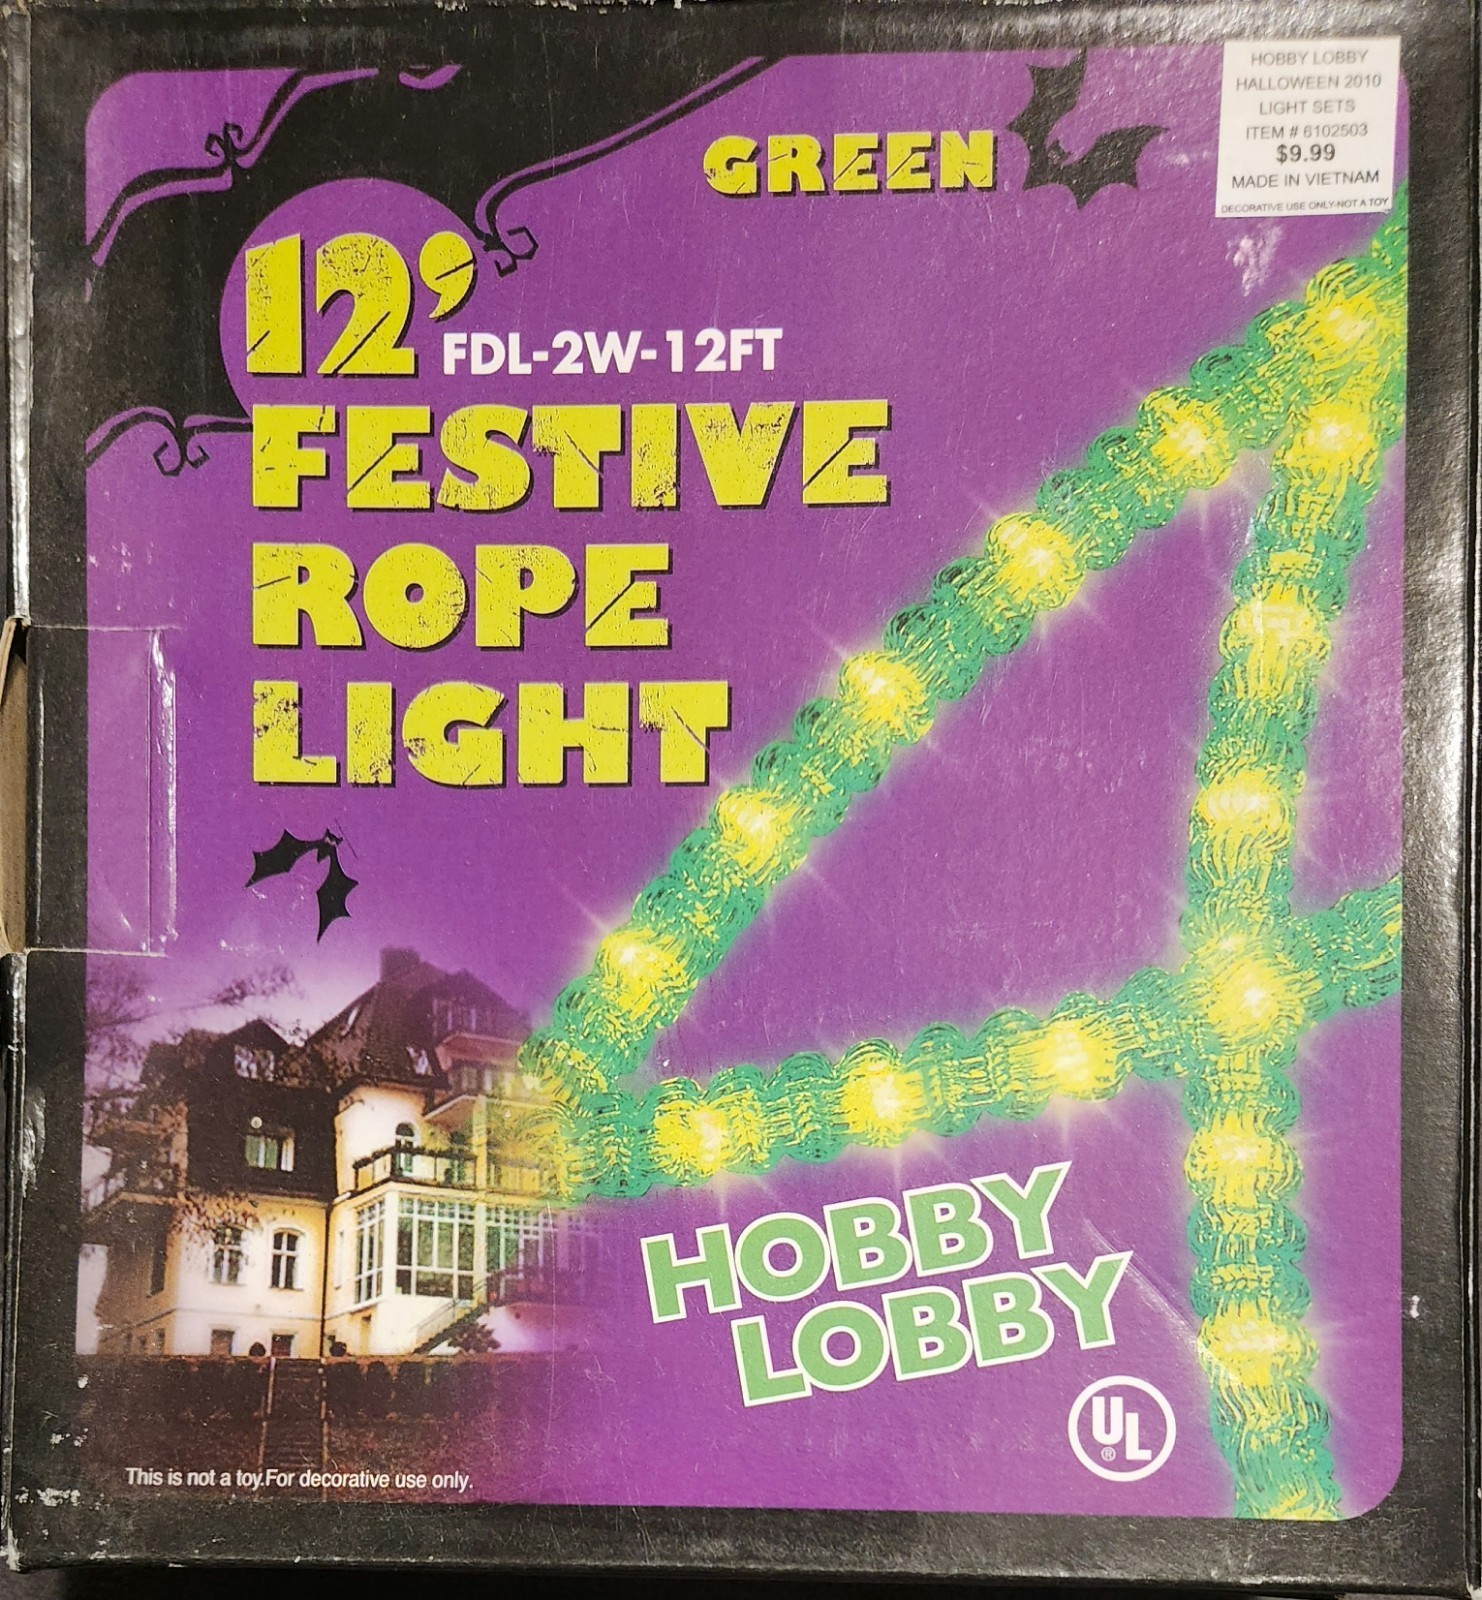 HOBBY LOBBY
HALLOWEEN 2010
LIGHT SETS
ITEM # 6102503
$9.99
MADE IN VIETNAM
DECORATIVE USE ONLY-NOT A TOY
GREEN
12'
FDL-2W-12FT
FESTIVE
ROPE
LIGHT
HOBBY
LOBBY
UL
®
This is not a toy.For decorative use only.